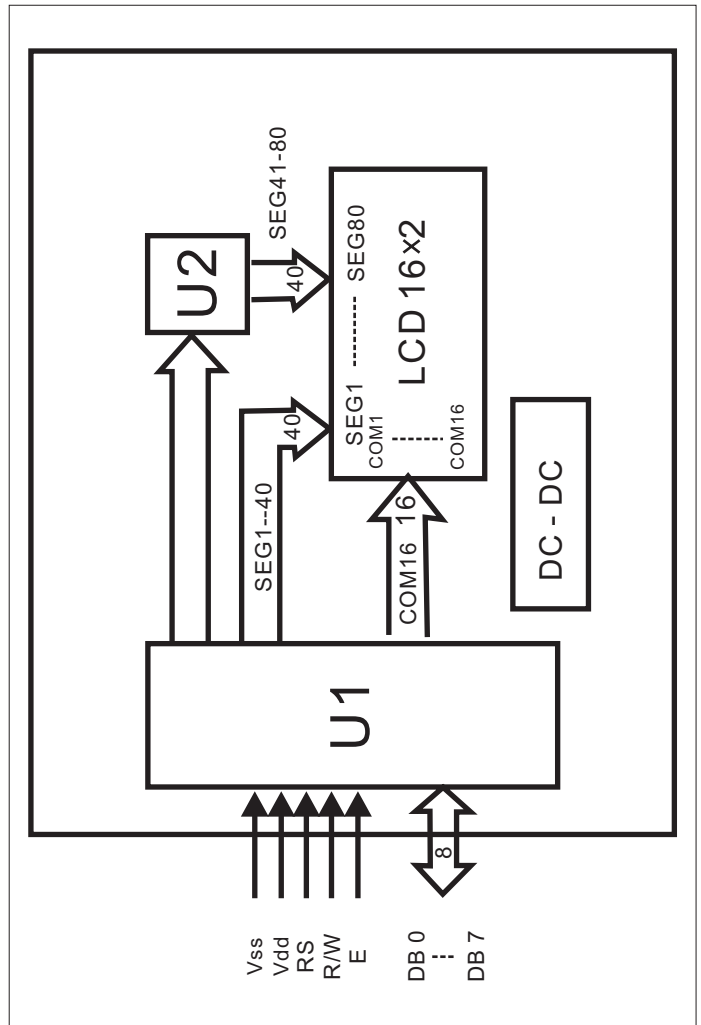 Vss
Vdd
RS
R/W
E
DB 0
DB 7
8
U1
U2
SEG1--40
40
SEG41-80
40
COM16
16
SEG1
SEG80
COM1
COM16
LCD 16×2
DC - DC